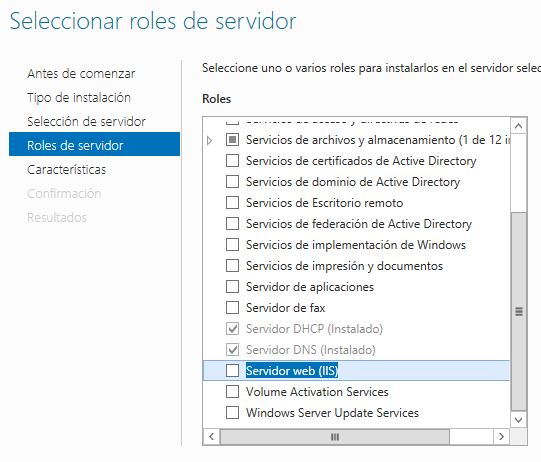 Seleccionar roles de servidor
Antes de comenzar
Tipo de instalación
Selección de servidor
Roles de servidor
Características
Confirmación
Resultados
Seleccione uno o varios roles para instalarlos en el servidor selec
Roles
Servicios de archivos y almacenamiento (1 de 12 in
Servicios de certificados de Active Directory
Servicios de dominio de Active Directory
Servicios de Escritorio remoto
Servicios de federación de Active Directory
Servicios de implementación de Windows
Servicios de impresión y documentos
Servidor de aplicaciones
Servidor de fax
Servidor DHCP (Instalado)
Servidor DNS (Instalado)
Servidor web (IIS)
Volume Activation Services
Windows Server Update Services